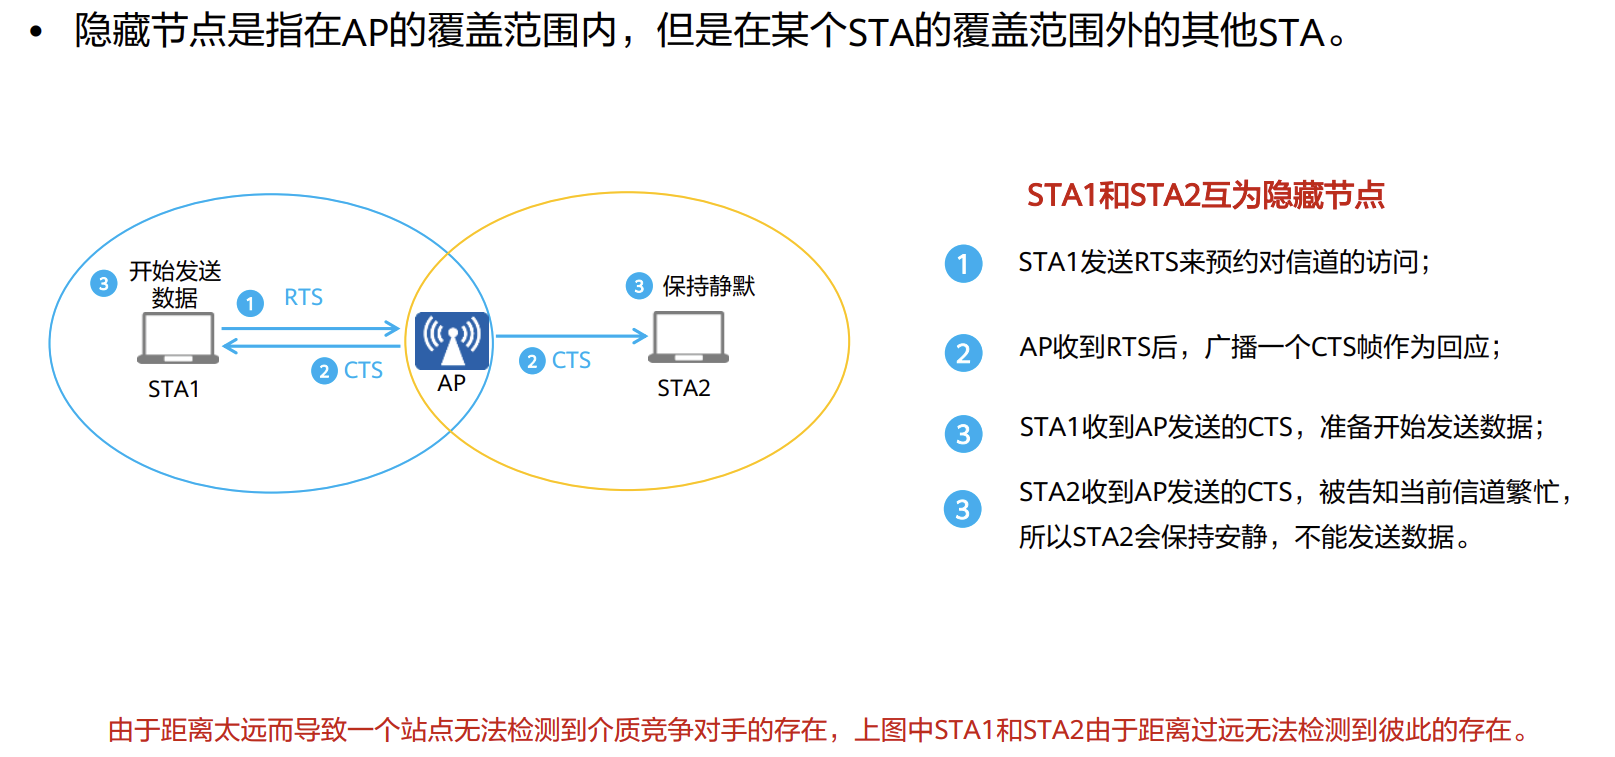 • 隐藏节点是指在AP的覆盖范围内，但是在某个STA的覆盖范围外的其他STA。
STA1和STA2互为隐藏节点
3 开始发送
数据
1 RTS
2 CTS
STA1
AP
2 CTS
3 保持静默
STA2
1 STA1发送RTS来预约对信道的访问；
2 AP收到RTS后，广播一个CTS帧作为回应；
3 STA1收到AP发送的CTS，准备开始发送数据；
3 STA2收到AP发送的CTS，被告知当前信道繁忙，
所以STA2会保持安静，不能发送数据。
由于距离太远而导致一个站点无法检测到介质竞争对手的存在，上图中STA1和STA2由于距离过远无法检测到彼此的存在。